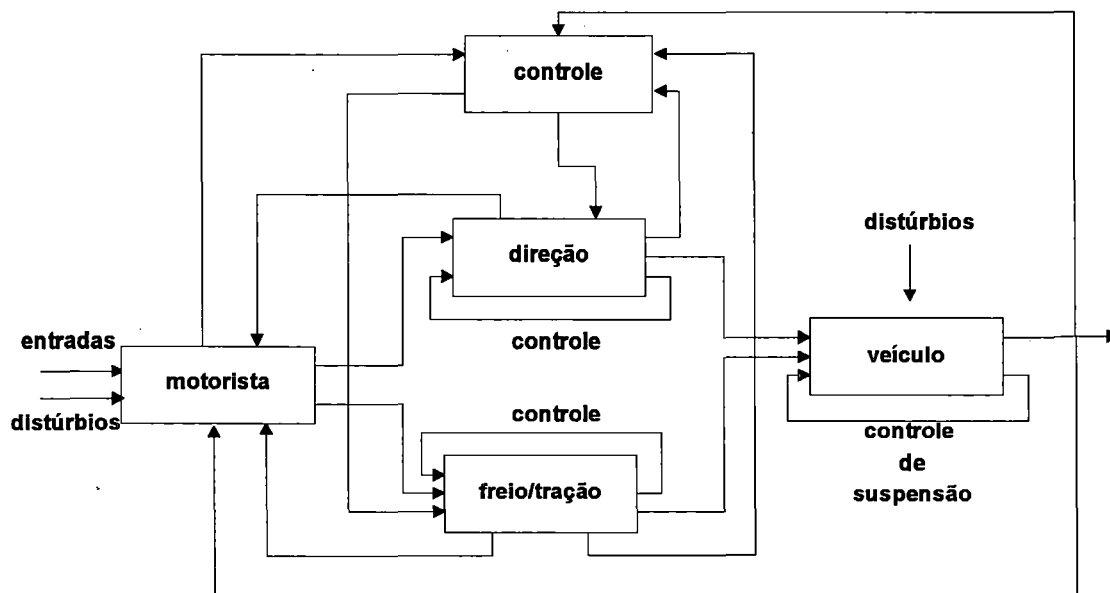 controle
direção
controle
distúrbios
entradas
motorista
distúrbios
veículo
controle
de
suspensão
controle
freio/tração